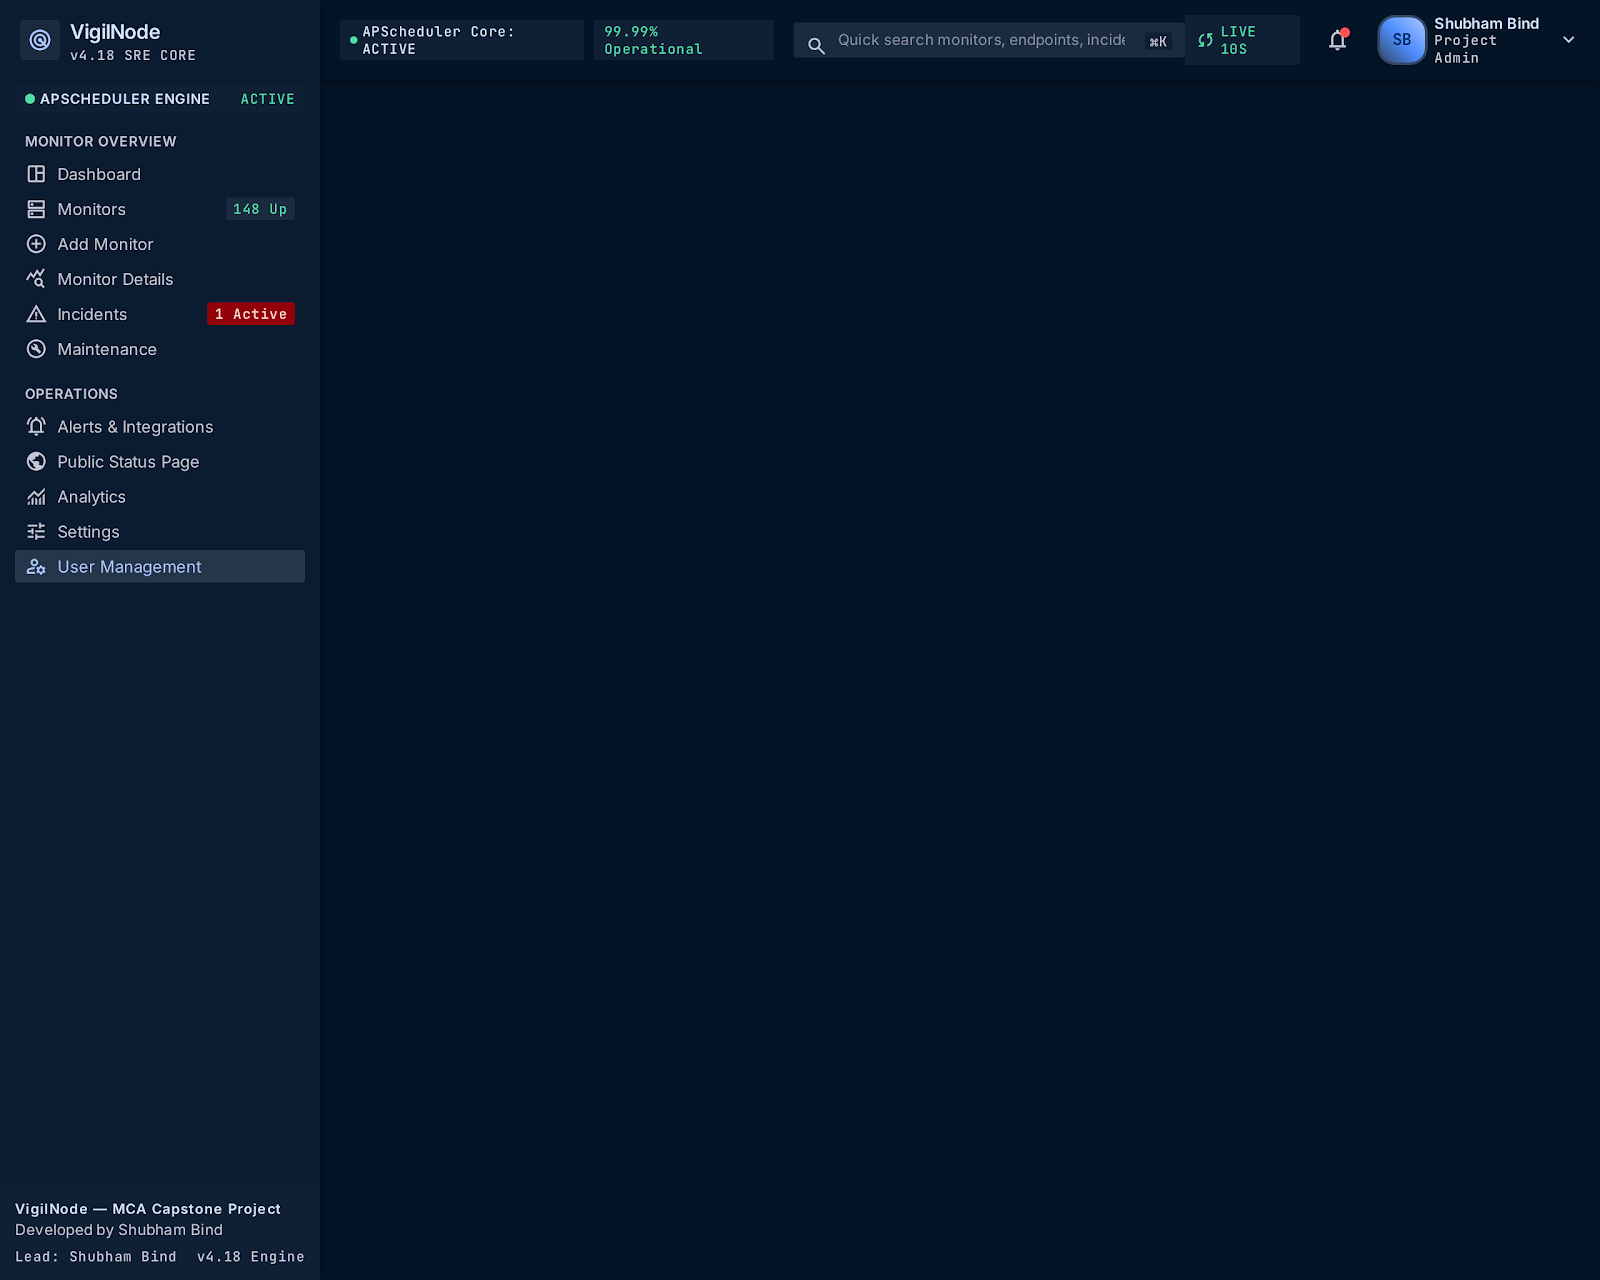 VigilNode
v4.18 SRE CORE
APSCHEDULER ENGINE ACTIVE
MONITOR OVERVIEW
Dashboard
Monitors 148 Up
Add Monitor
Monitor Details
Incidents 1 Active
Maintenance
OPERATIONS
Alerts & Integrations
Public Status Page
Analytics
Settings
User Management
VigilNode — MCA Capstone Project
Developed by Shubham Bind
Lead: Shubham Bind v4.18 Engine
APScheduler Core:
ACTIVE
99.99%
Operational
Quick search monitors, endpoints, incide
⌘K
LIVE
10S
SB
Shubham Bind
Project
Admin